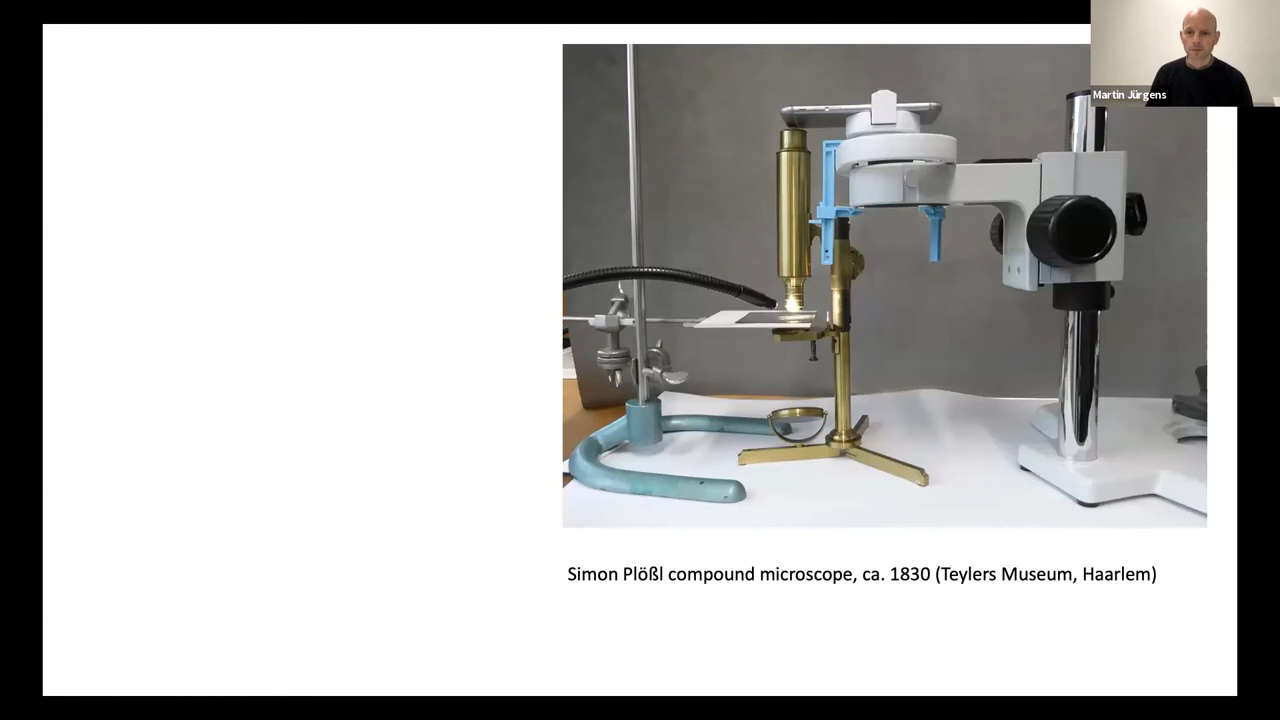 Martin Jürgens
Simon Plößl compound microscope, ca. 1830 (Teylers Museum, Haarlem)